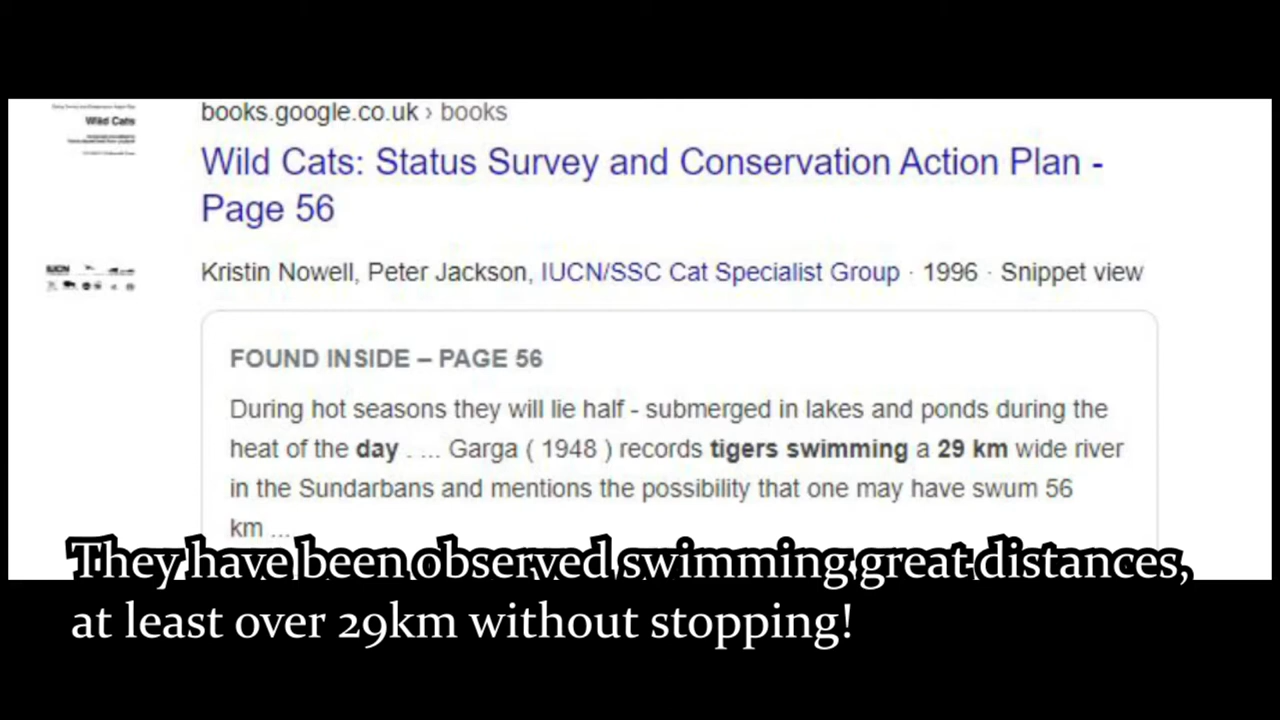 books.google.co.uk › books
Wild Cats
Wild Cats: Status Survey and Conservation Action Plan -
Page 56
IUCN
Kristin Nowell, Peter Jackson, IUCN/SSC Cat Specialist Group · 1996 · Snippet view
FOUND INSIDE – PAGE 56
During hot seasons they will lie half - submerged in lakes and ponds during the
heat of the day . ... Garga ( 1948 ) records tigers swimming a 29 km wide river
in the Sundarbans and mentions the possibility that one may have swum 56
km ...
They have been observed swimming great distances,
at least over 29km without stopping!